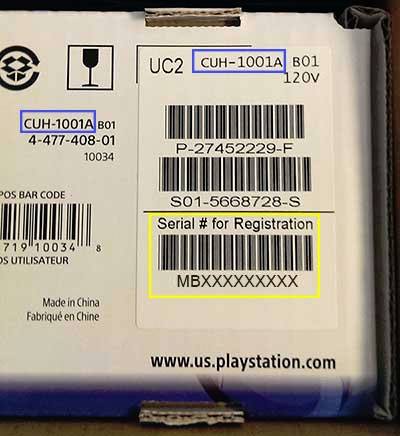 UC2 CUH-1001A B01
120V
CUH-1001A B01
4-477-408-01
10034
P-27452229-F
S01-5668728-S
POS BAR CODE
719 10034 8
OS UTILISATEUR
Serial # for Registration
MBXXXXXXXXX
Made in China
Fabriqué en Chine
www.us.playstation.com